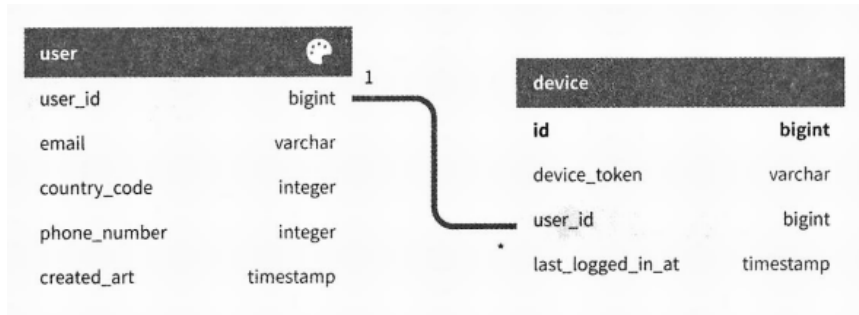 user
user_id bigint
email varchar
country_code integer
phone_number integer
created_art timestamp
1
*
device
id bigint
device_token varchar
user_id bigint
last_logged_in_at timestamp